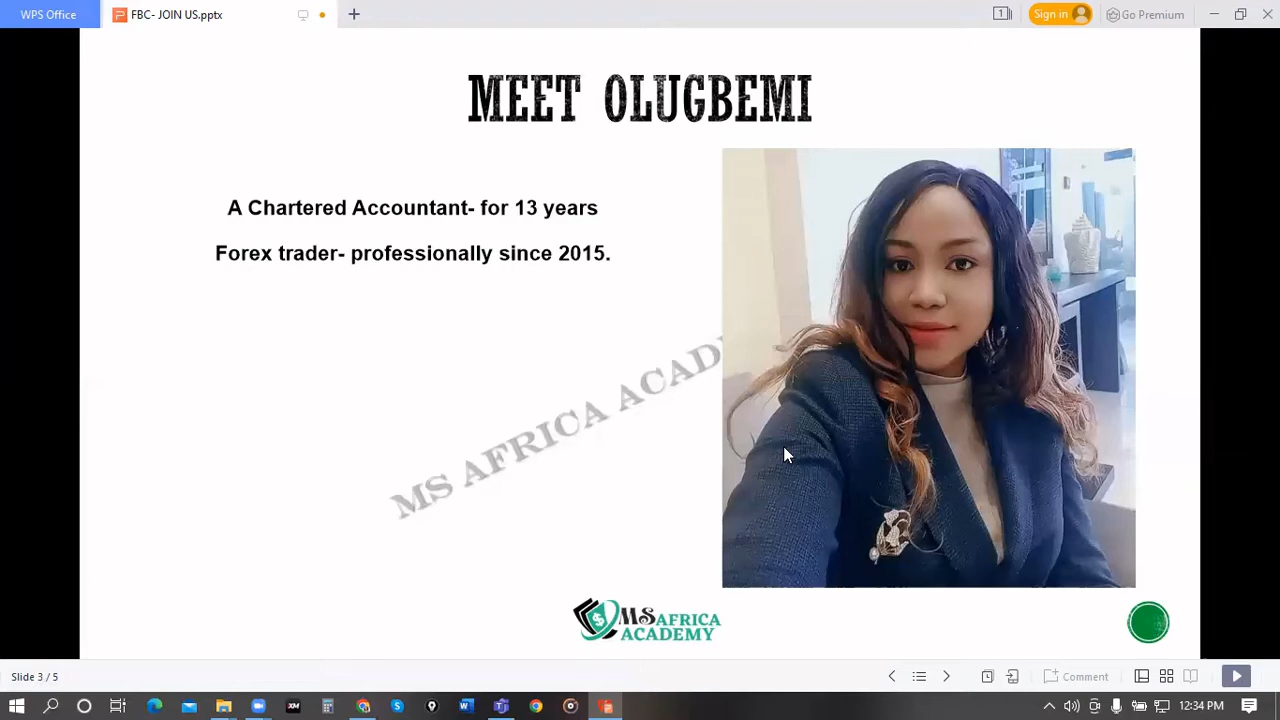 WPS Office
FBC- JOIN US.pptx
Sign in
Go Premium
MEET OLUGBEMI
A Chartered Accountant- for 13 years
Forex trader- professionally since 2015.
MS AFRICA ACAD
MS AFRICA
ACADEMY
Slide 3 / 5
Comment
XM
12:34 PM